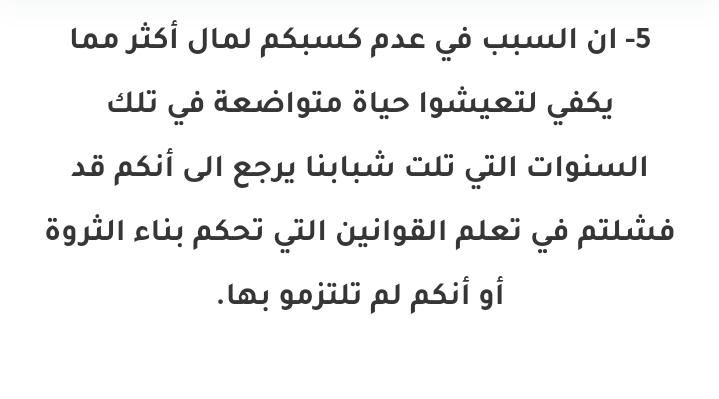 5- ان السبب في عدم كسبكم لمال أكثر مما
يكفي لتعيشوا حياة متواضعة في تلك
السنوات التي تلت شبابنا يرجع الى أنكم قد
فشلتم في تعلم القوانين التي تحكم بناء الثروة
أو أنكم لم تلتزمو بها.